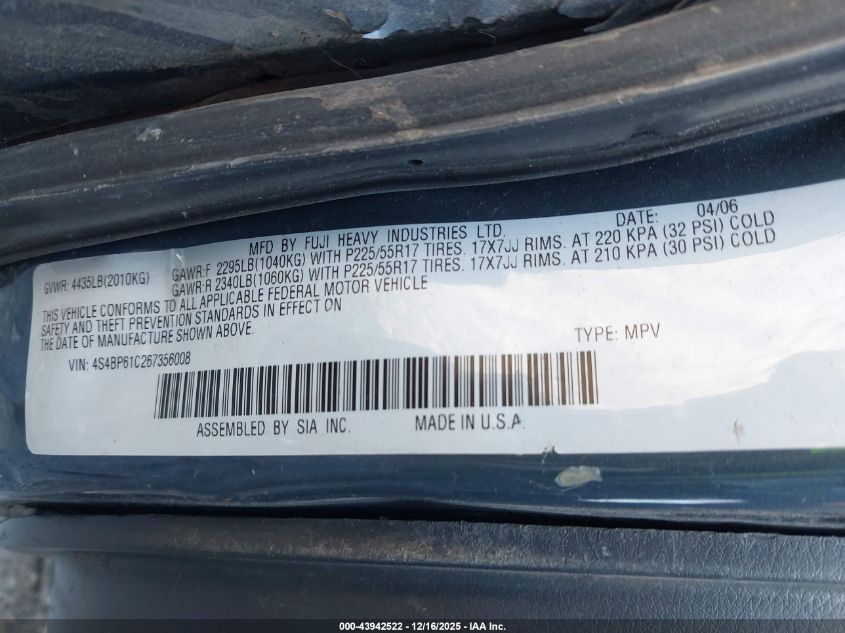 MFD BY FUJI HEAVY INDUSTRIES LTD. DATE: 04/06
GVWR: 4435LB(2010KG) GAWR:F 2295LB(1040KG) WITH P225/55R17 TIRES. 17X7JJ RIMS. AT 220 KPA (32 PSI) COLD
GAWR:R 2340LB(1060KG) WITH P225/55R17 TIRES. 17X7JJ RIMS. AT 210 KPA (30 PSI) COLD
THIS VEHICLE CONFORMS TO ALL APPLICABLE FEDERAL MOTOR VEHICLE
SAFETY AND THEFT PREVENTION STANDARDS IN EFFECT ON
THE DATE OF MANUFACTURE SHOWN ABOVE.
VIN: 4S4BP61C267356008 TYPE: MPV
ASSEMBLED BY SIA INC. MADE IN U.S.A.
000-43942522 - 12/16/2025 - IAA Inc.